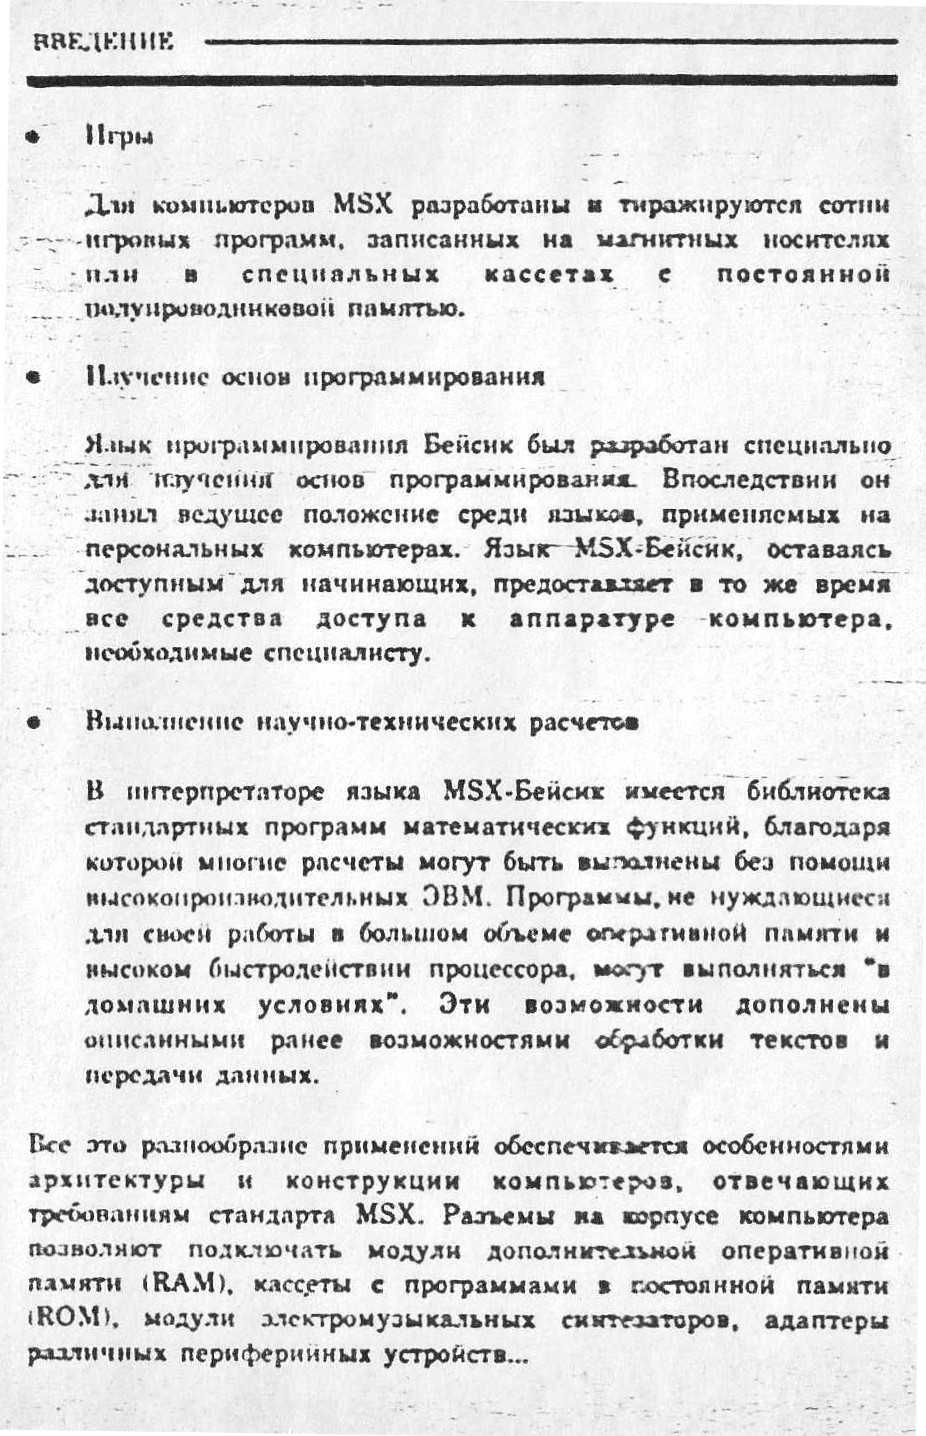 ВВЕДЕНИЕ
• Игры
Для компьютеров MSX разработаны и тиражируются сотни
игровых программ, записанных на магнитных носителях
или в специальных кассетах с постоянной
полупроводниковой памятью.
• Изучение основ программирования
Язык программирования Бейсик был разработан специально
для изучения основ программирования. Впоследствии он
занял ведущее положение среди языков, применяемых на
персональных компьютерах. Язык MSX-Бейсик, оставаясь
доступным для начинающих, предоставляет в то же время
все средства доступа к аппаратуре компьютера,
необходимые специалисту.
• Выполнение научно-технических расчетов
В интерпретаторе языка MSX-Бейсик имеется библиотека
стандартных программ математических функций, благодаря
которой многие расчеты могут быть выполнены без помощи
высокопроизводительных ЭВМ. Программы, не нуждающиеся
для своей работы в большом объеме оперативной памяти и
высоком быстродействии процессора, могут выполняться "в
домашних условиях". Эти возможности дополнены
описанными ранее возможностями обработки текстов и
передачи данных.
Все это разнообразие применений обеспечивается особенностями
архитектуры и конструкции компьютеров, отвечающих
требованиям стандарта MSX. Разъемы на корпусе компьютера
позволяют подключать модули дополнительной оперативной
памяти (RAM), кассеты с программами в постоянной памяти
(ROM), модули электромузыкальных синтезаторов, адаптеры
различных периферийных устройств...